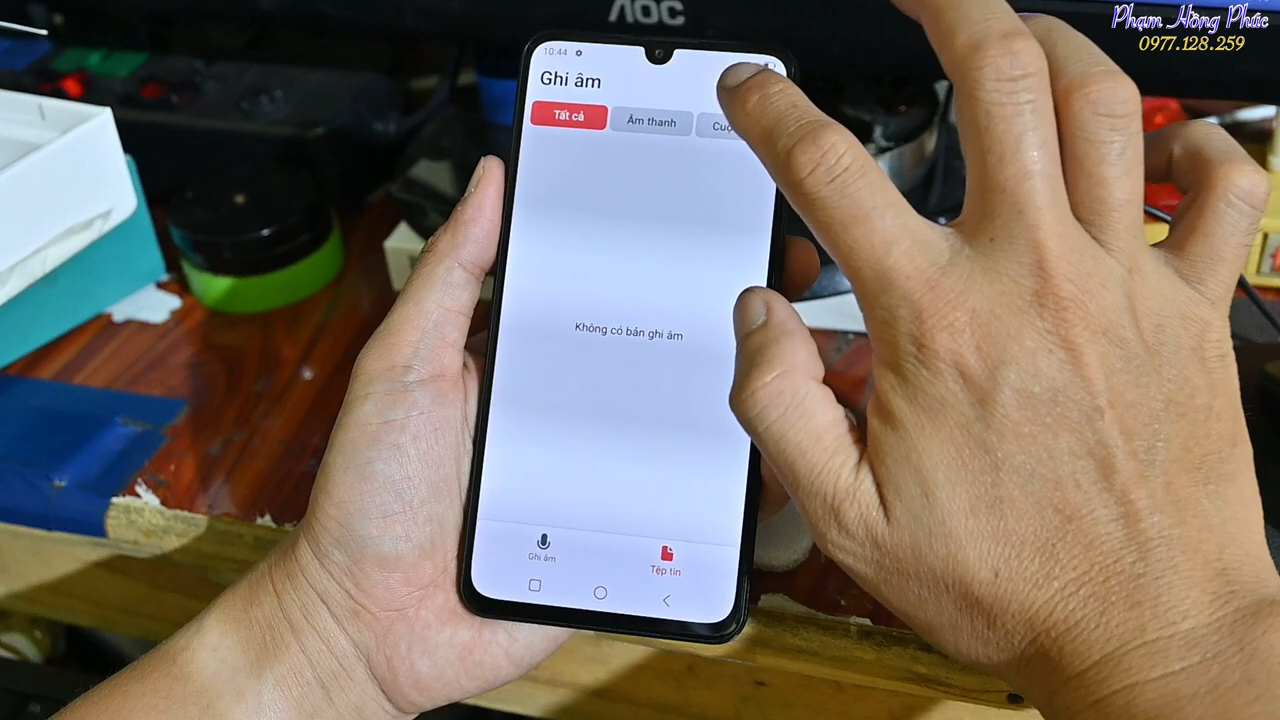 AOC
Phạm Hồng Phúc
0977.128.259
10:44
Ghi âm
Tất cả
Âm thanh
Không có bản ghi âm
Ghi âm
Tệp tin